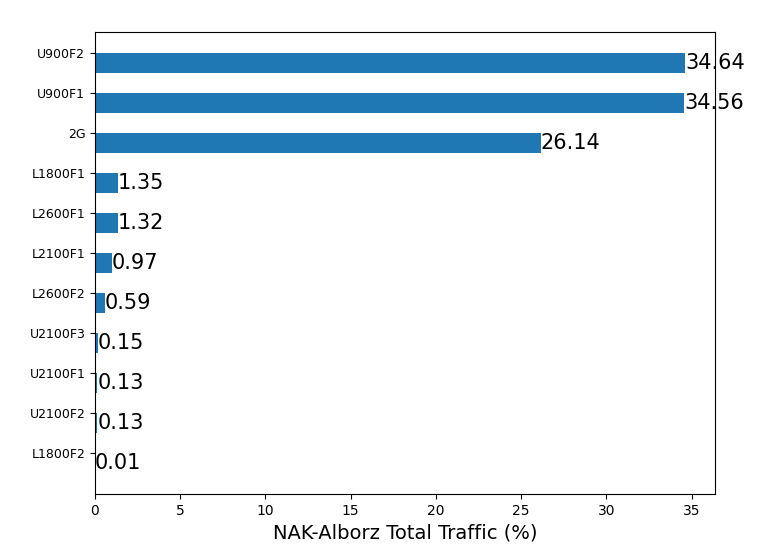 U900F2 34.64
U900F1 34.56
2G 26.14
L1800F1 1.35
L2600F1 1.32
L2100F1 0.97
L2600F2 0.59
U2100F3 0.15
U2100F1 0.13
U2100F2 0.13
L1800F2 0.01
0 5 10 15 20 25 30 35
NAK-Alborz Total Traffic (%)